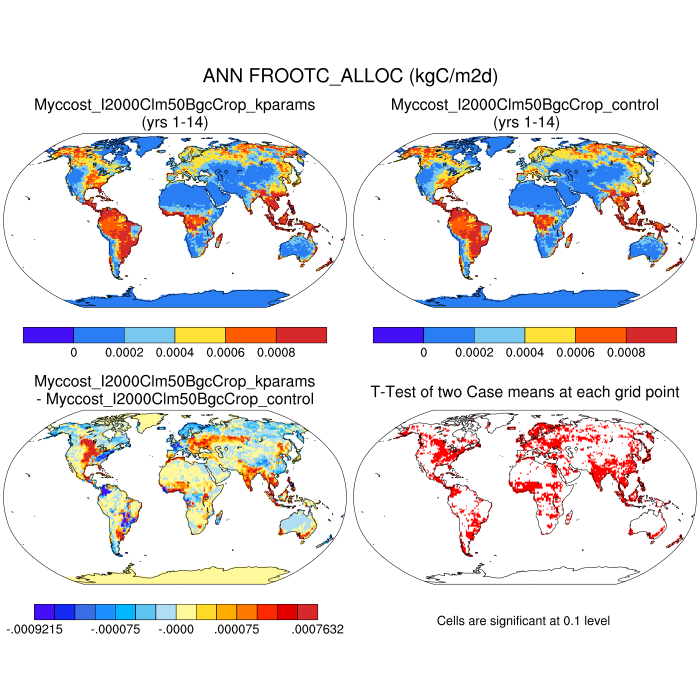 ANN FROOTC_ALLOC (kgC/m2d)
Myccost_I2000Clm50BgcCrop_kparams
(yrs 1-14)
Myccost_I2000Clm50BgcCrop_control
(yrs 1-14)
0 0.0002 0.0004 0.0006 0.0008
0 0.0002 0.0004 0.0006 0.0008
Myccost_I2000Clm50BgcCrop_kparams
- Myccost_I2000Clm50BgcCrop_control
T-Test of two Case means at each grid point
-.0009215 -.000075 -.0000 .000075 .0007632
Cells are significant at 0.1 level